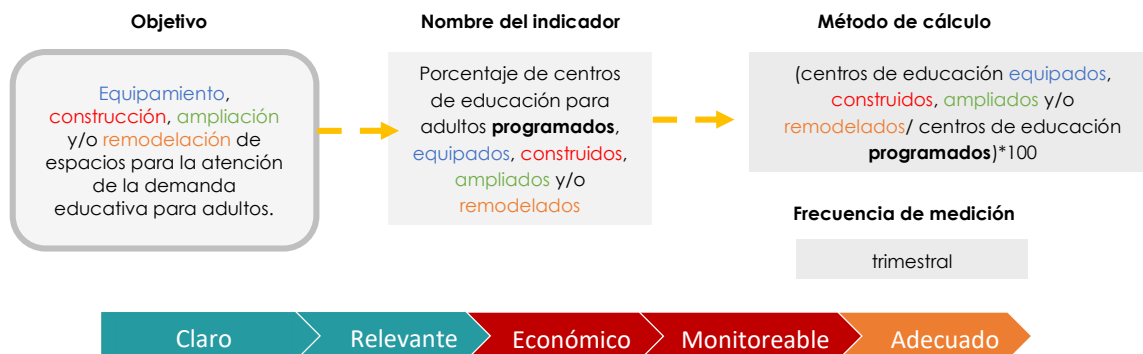 Objetivo
Equipamiento,
construcción, ampliación
y/o remodelación de
espacios para la atención
de la demanda
educativa para adultos.
Nombre del indicador
Porcentaje de centros
de educación para
adultos programados,
equipados, construidos,
ampliados y/o
remodelados
Método de cálculo
(centros de educación equipados,
construidos, ampliados y/o
remodelados/ centros de educación
programados)*100
Frecuencia de medición
trimestral
Claro
Relevante
Económico
Monitoreable
Adecuado